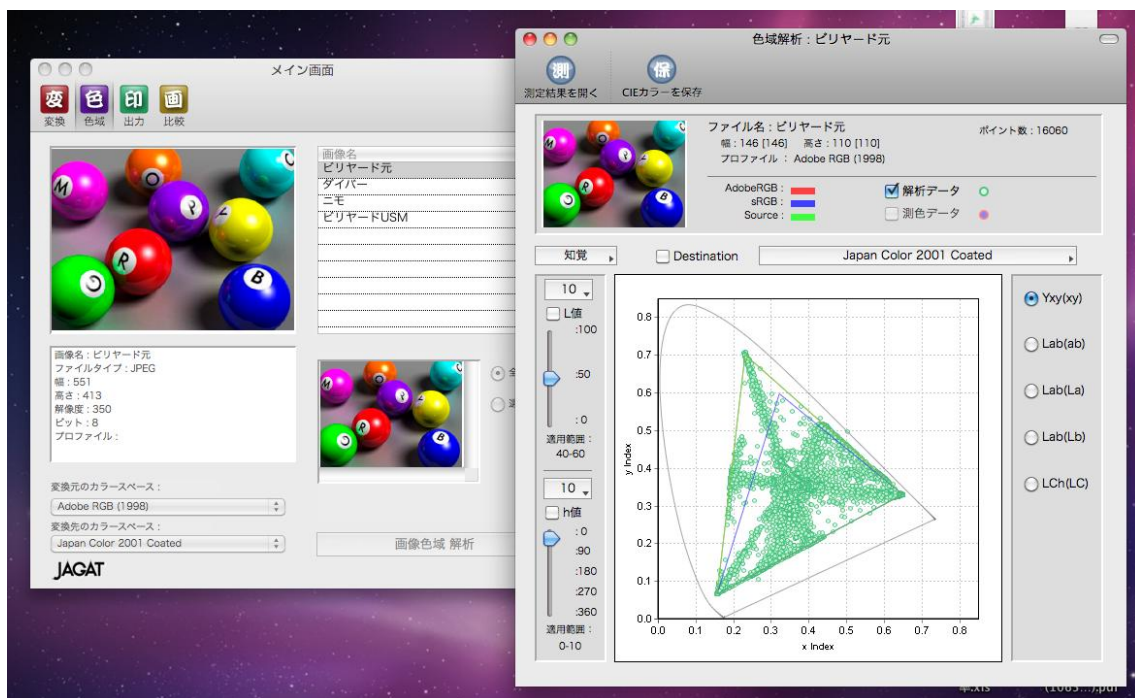 メイン画面
変 色 印 画
変換 色域 出力 比較
画像名
ビリヤード元
ダイバー
ニモ
ビリヤードUSM
画像名 : ビリヤード元
ファイルタイプ : JPEG
幅 : 551
高さ : 413
解像度 : 350
ビット : 8
プロファイル :
変換元のカラースペース :
Adobe RGB (1998)
変換先のカラースペース :
Japan Color 2001 Coated
画像色域 解析
JAGAT
色域解析 : ビリヤード元
測 保
測定結果を開く CIEカラーを保存
ファイル名 : ビリヤード元
ポイント数 : 16060
幅 : 146 [146] 高さ : 110 [110]
プロファイル : Adobe RGB (1998)
AdobeRGB :
sRGB :
Source :
解析データ
測色データ
知覚
Destination
Japan Color 2001 Coated
10
L値
:100
:50
:0
適用範囲 :
40-60
10
h値
:0
:90
:180
:270
:360
適用範囲 :
0-10
y Index
0.8
0.7
0.6
0.5
0.4
0.3
0.2
0.1
0.0
0.0 0.1 0.2 0.3 0.4 0.5 0.6 0.7 0.8
x Index
Yxy(xy)
Lab(ab)
Lab(La)
Lab(Lb)
LCh(LC)